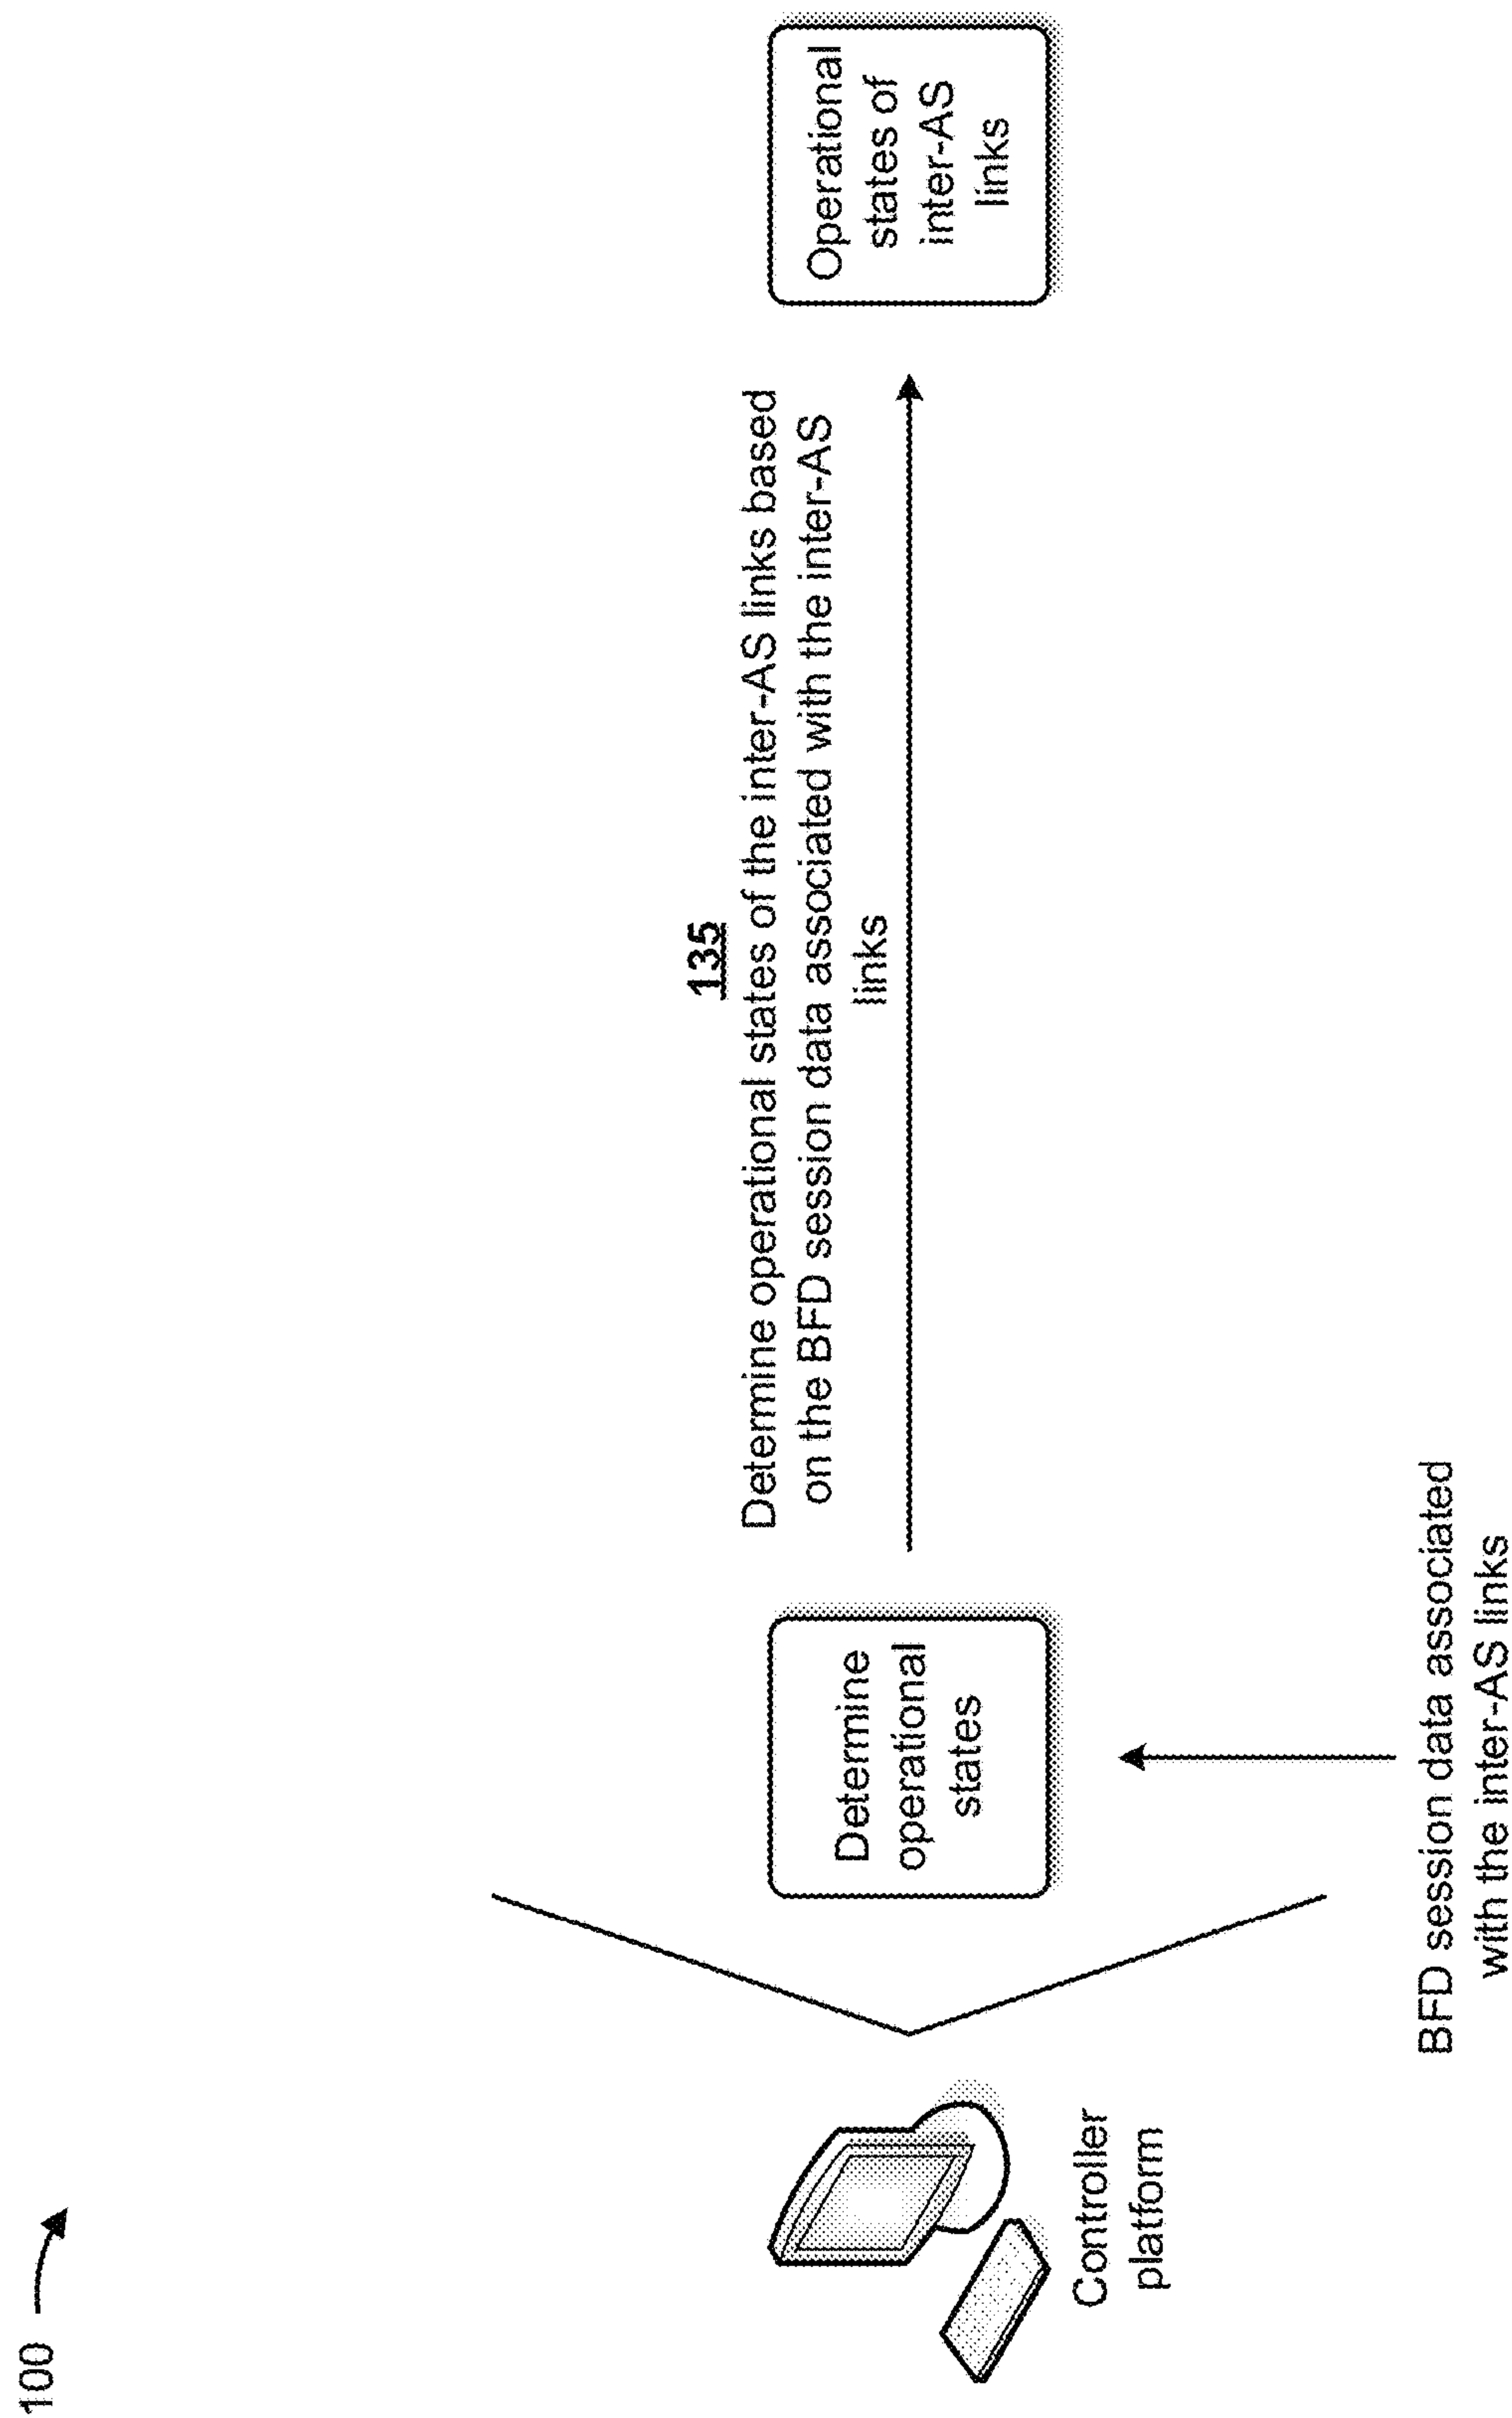 100
135
Determine operational states of the inter-AS links based
on the BFD session data associated with the inter-AS
links
Controller
platform
Determine
operational
states
Operational
states of
inter-AS
links
BFD session data associated
with the inter-AS links